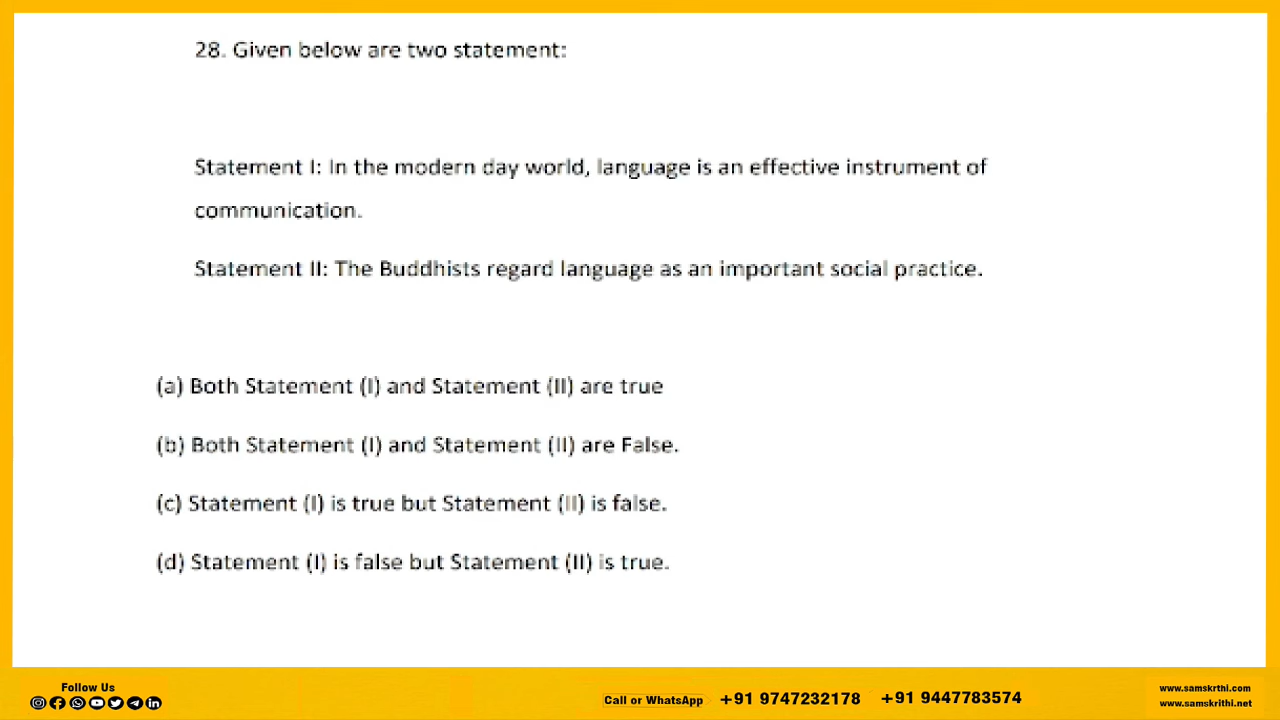 28. Given below are two statement:
Statement I: In the modern day world, language is an effective instrument of
communication.
Statement II: The Buddhists regard language as an important social practice.
(a) Both Statement (I) and Statement (II) are true
(b) Both Statement (I) and Statement (II) are False.
(c) Statement (I) is true but Statement (II) is false.
(d) Statement (I) is false but Statement (II) is true.
Follow Us
Call or WhatsApp +91 9747232178 +91 9447783574
www.samskrthi.com
www.samskrithi.net